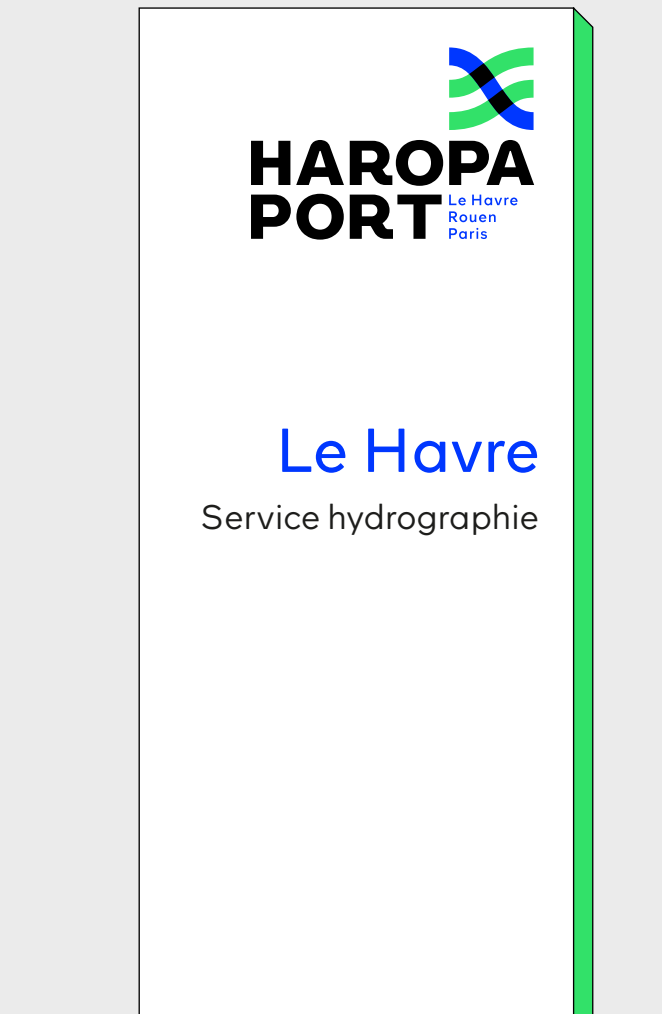 HAROPA
PORT
Le Havre
Rouen
Paris
Le Havre
Service hydrographie